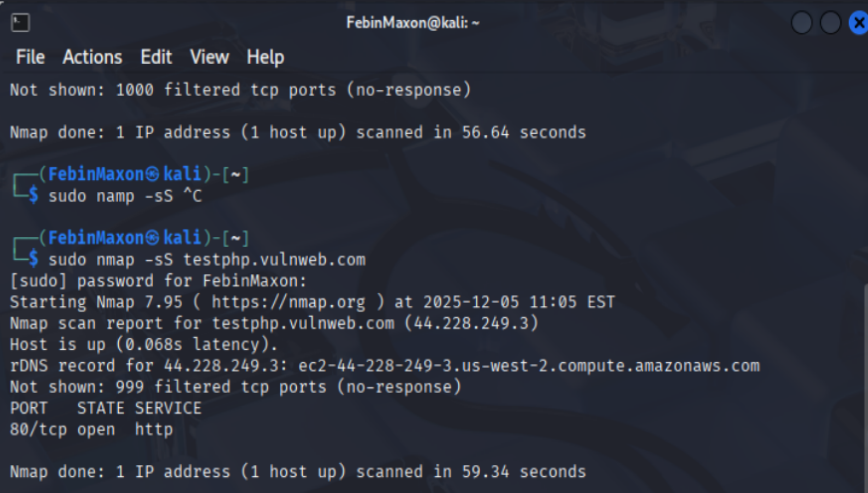 FebinMaxon@kali: ~
File Actions Edit View Help
Not shown: 1000 filtered tcp ports (no-response)
Nmap done: 1 IP address (1 host up) scanned in 56.64 seconds
┌──(FebinMaxon㉿kali)-[~]
└─$ sudo namp -sS ^C
┌──(FebinMaxon㉿kali)-[~]
└─$ sudo nmap -sS testphp.vulnweb.com
[sudo] password for FebinMaxon:
Starting Nmap 7.95 ( https://nmap.org ) at 2025-12-05 11:05 EST
Nmap scan report for testphp.vulnweb.com (44.228.249.3)
Host is up (0.068s latency).
rDNS record for 44.228.249.3: ec2-44-228-249-3.us-west-2.compute.amazonaws.com
Not shown: 999 filtered tcp ports (no-response)
PORT   STATE SERVICE
80/tcp open  http
Nmap done: 1 IP address (1 host up) scanned in 59.34 seconds